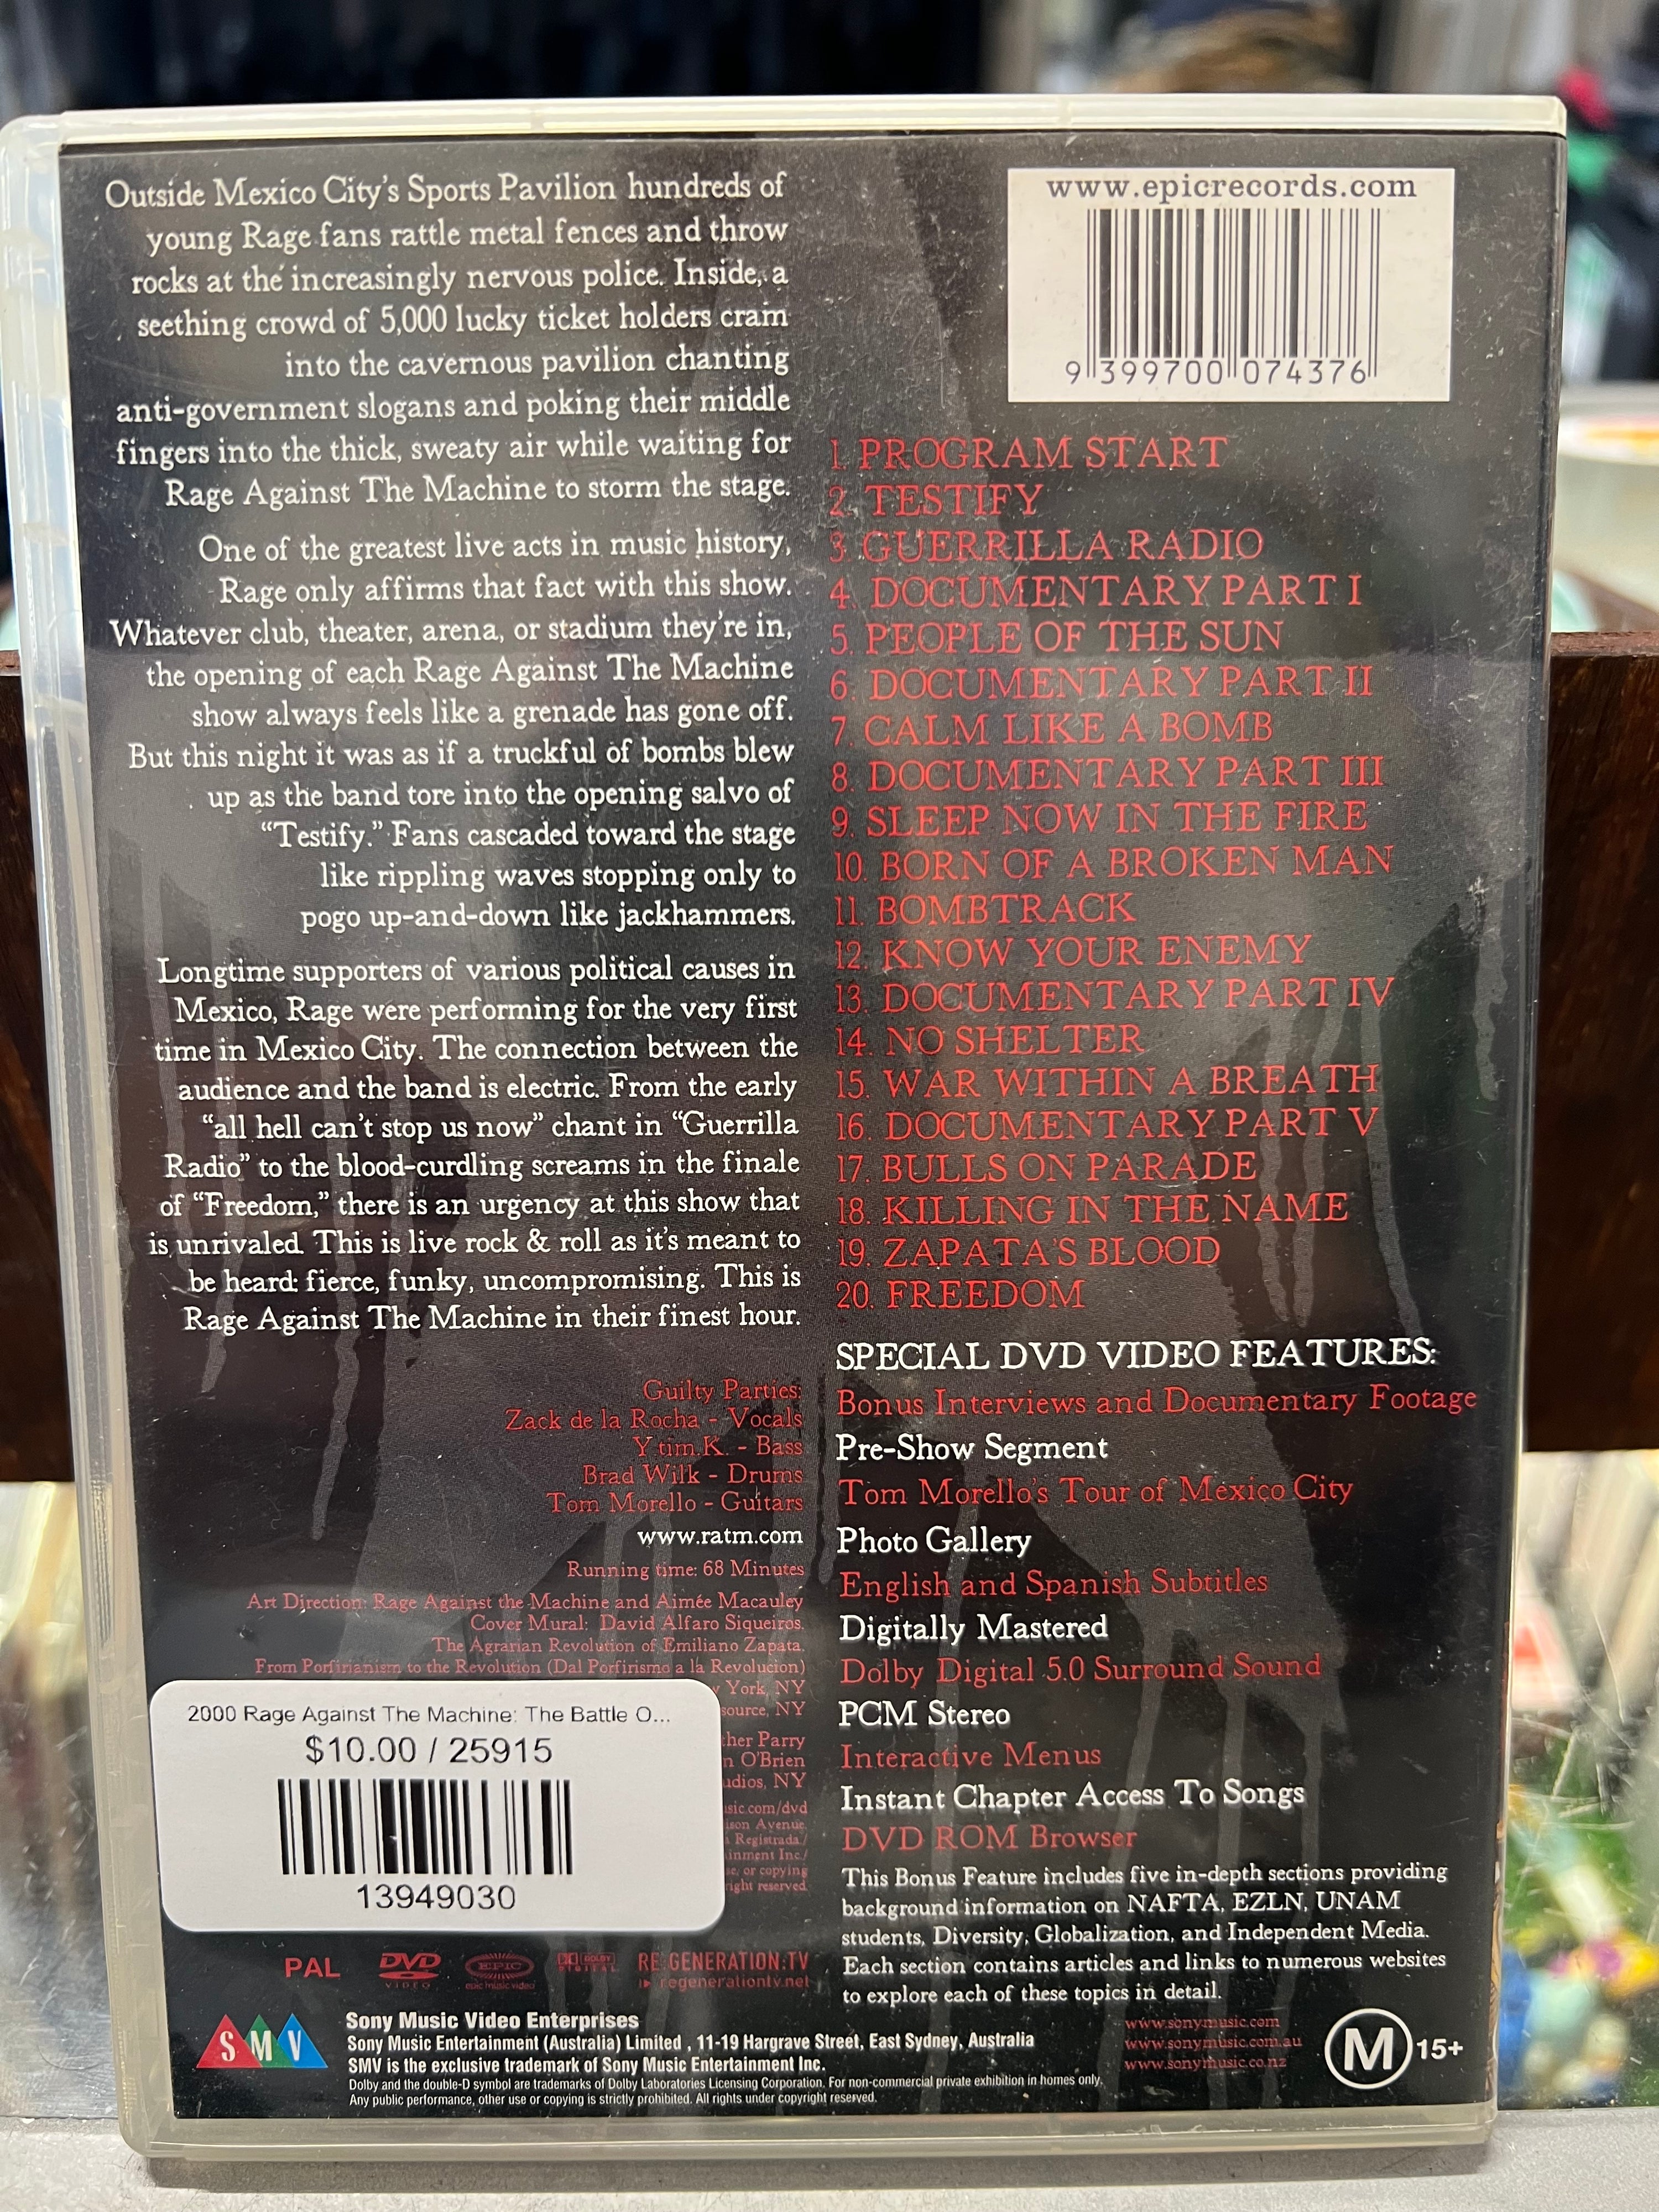 Outside Mexico City's Sports Pavilion hundreds of
young Rage fans rattle metal fences and throw
rocks at the increasingly nervous police. Inside, a
seething crowd of 5,000 lucky ticket holders cram
into the cavernous pavilion chanting
anti-government slogans and poking their middle
fingers into the thick, sweaty air while waiting for
Rage Against The Machine to storm the stage.
One of the greatest live acts in music history,
Rage only affirms that fact with this show.
Whatever club, theater, arena, or stadium they're in,
the opening of each Rage Against The Machine
show always feels like a grenade has gone off.
But this night it was as if a truckful of bombs blew
up as the band tore into the opening salvo of
"Testify." Fans cascaded toward the stage
like rippling waves stopping only to
pogo up-and-down like jackhammers.
Longtime supporters of various political causes in
Mexico, Rage were performing for the very first
time in Mexico City. The connection between the
audience and the band is electric. From the early
"all hell can't stop us now" chant in "Guerrilla
Radio" to the blood-curdling screams in the finale
of "Freedom," there is an urgency at this show that
is unrivaled. This is live rock & roll as it's meant to
be heard: fierce, funky, uncompromising. This is
Rage Against The Machine in their finest hour.
Guilty Parties:
Zack de la Rocha - Vocals
Y.tim.K. - Bass
Brad Wilk - Drums
Tom Morello - Guitars
www.ratm.com
Running time: 68 Minutes
Art Direction: Rage Against the Machine and Aimée Macauley
Cover Mural: David Alfaro Siqueiros.
The Agrarian Revolution of Emiliano Zapata.
From Porfirianism to the Revolution (Dal Porfirismo a la Revolucion)
York, NY
source, NY
Parry
O'Brien
NY
.com/dvd
Avenue.
Registrada/
Inc./
or copying
right reserved.
2000 Rage Against The Machine: The Battle O...
$10.00 / 25915
13949030
www.epicrecords.com
9 399700 074376
1. PROGRAM START
2. TESTIFY
3. GUERRILLA RADIO
4. DOCUMENTARY PART I
5. PEOPLE OF THE SUN
6. DOCUMENTARY PART II
7. CALM LIKE A BOMB
8. DOCUMENTARY PART III
9. SLEEP NOW IN THE FIRE
10. BORN OF A BROKEN MAN
11. BOMBTRACK
12. KNOW YOUR ENEMY
13. DOCUMENTARY PART IV
14. NO SHELTER
15. WAR WITHIN A BREATH
16. DOCUMENTARY PART V
17. BULLS ON PARADE
18. KILLING IN THE NAME
19. ZAPATA'S BLOOD
20. FREEDOM
SPECIAL DVD VIDEO FEATURES:
Bonus Interviews and Documentary Footage
Pre-Show Segment
Tom Morello's Tour of Mexico City
Photo Gallery
English and Spanish Subtitles
Digitally Mastered
Dolby Digital 5.0 Surround Sound
PCM Stereo
Interactive Menus
Instant Chapter Access To Songs
DVD ROM Browser
This Bonus Feature includes five in-depth sections providing
background information on NAFTA, EZLN, UNAM
students, Diversity, Globalization, and Independent Media.
Each section contains articles and links to numerous websites
to explore each of these topics in detail.
PAL
DVD
VIDEO
EPIC
epic music video
DOLBY
DIGITAL
RE:GENERATION:TV
regenerationtv.net
SMV
Sony Music Video Enterprises
Sony Music Entertainment (Australia) Limited , 11-19 Hargrave Street, East Sydney, Australia
SMV is the exclusive trademark of Sony Music Entertainment Inc.
Dolby and the double-D symbol are trademarks of Dolby Laboratories Licensing Corporation. For non-commercial private exhibition in homes only.
Any public performance, other use or copying is strictly prohibited. All rights under copyright reserved.
www.sonymusic.com
www.sonymusic.com.au
www.sonymusic.co.nz
M 15+